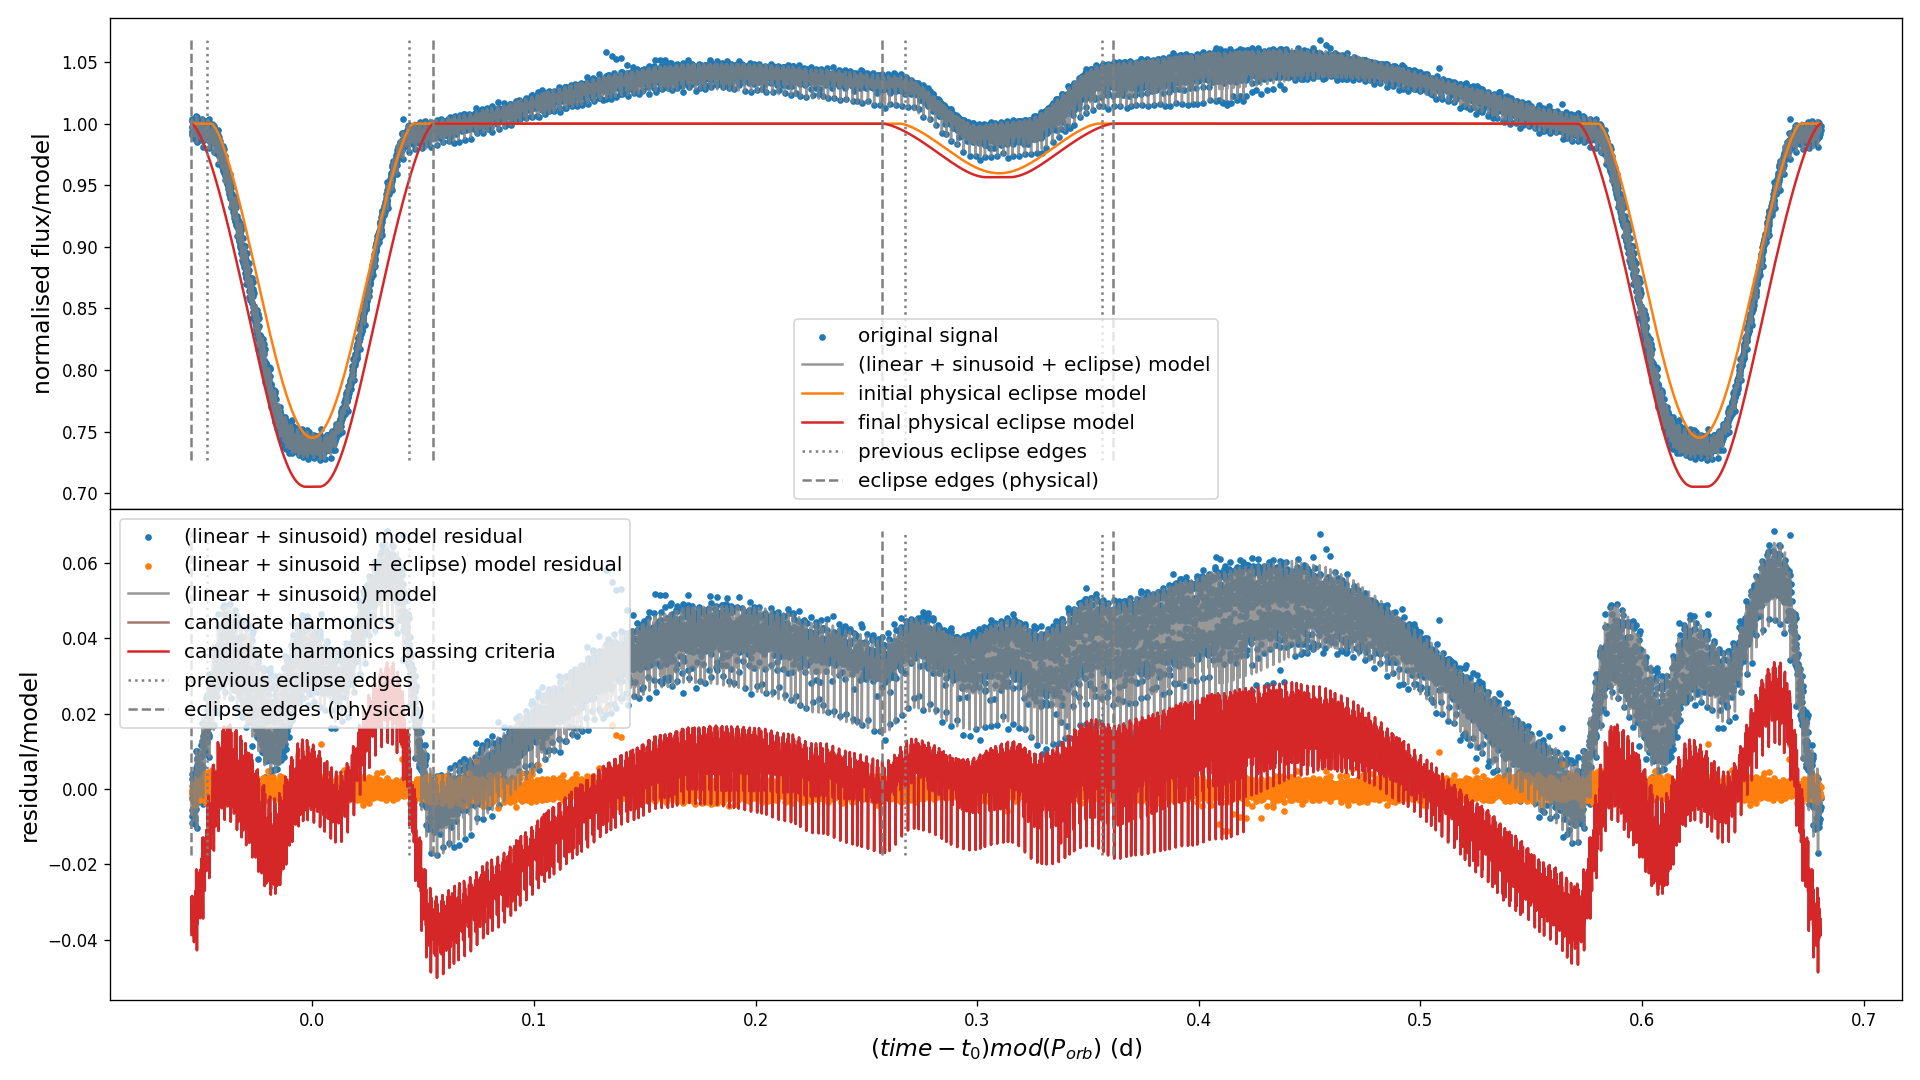 normalised flux/model
1.05
1.00
0.95
0.90
0.85
0.80
0.75
0.70
original signal
(linear + sinusoid + eclipse) model
initial physical eclipse model
final physical eclipse model
previous eclipse edges
eclipse edges (physical)
residual/model
0.06
0.04
0.02
0.00
−0.02
−0.04
(linear + sinusoid) model residual
(linear + sinusoid + eclipse) model residual
(linear + sinusoid) model
candidate harmonics
candidate harmonics passing criteria
previous eclipse edges
eclipse edges (physical)
0.0 0.1 0.2 0.3 0.4 0.5 0.6 0.7
(time − t₀)mod(P_orb) (d)